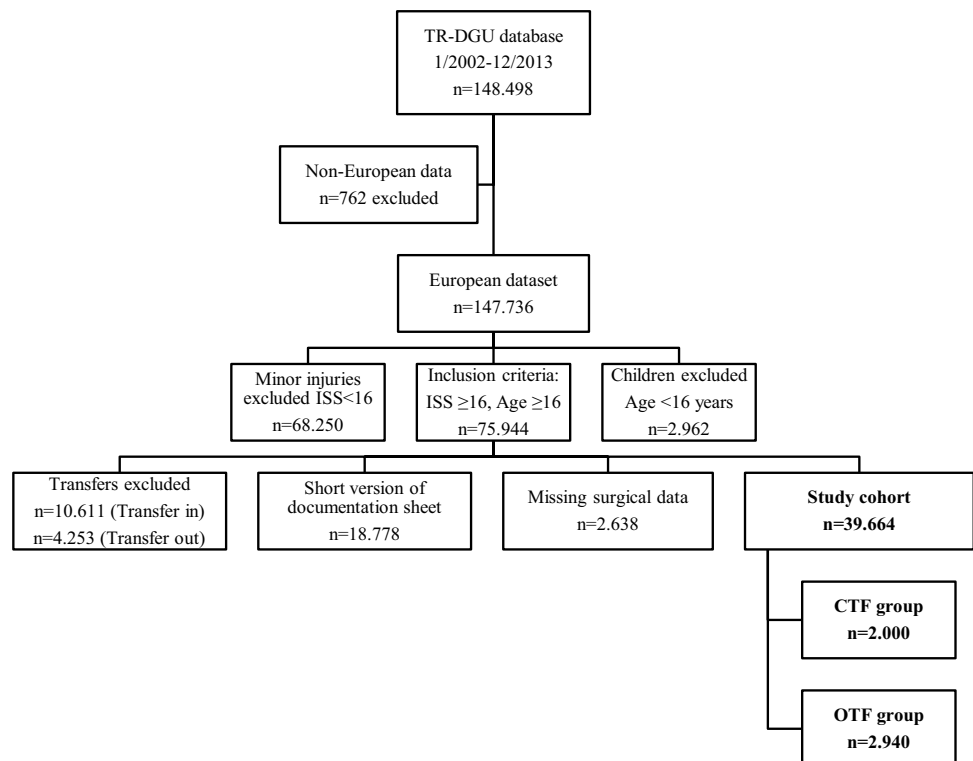 TR-DGU database
1/2002-12/2013
n=148.498
Non-European data
n=762 excluded
European dataset
n=147.736
Minor injuries
excluded ISS<16
n=68.250
Inclusion criteria:
ISS ≥16, Age ≥16
n=75.944
Children excluded
Age <16 years
n=2.962
Transfers excluded
n=10.611 (Transfer in)
n=4.253 (Transfer out)
Short version of
documentation sheet
n=18.778
Missing surgical data
n=2.638
Study cohort
n=39.664
CTF group
n=2.000
OTF group
n=2.940